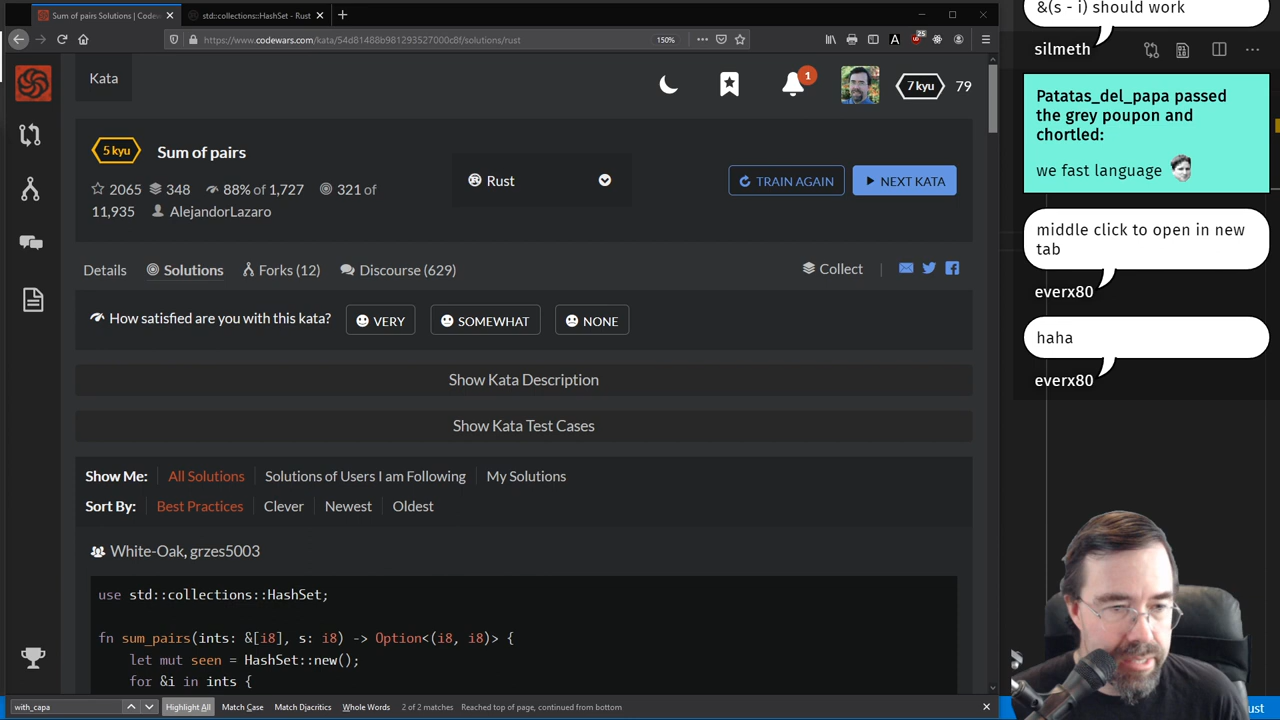 Sum of pairs Solutions | Codew
std::collections::HashSet - Rust
https://www.codewars.com/kata/54d81488b981293527000c8f/solutions/rust
150%
25
Kata
1
7 kyu
79
5 kyu
Sum of pairs
2065
348
88% of 1,727
321 of 11,935
AlejandorLazaro
Rust
TRAIN AGAIN
NEXT KATA
Details
Solutions
Forks (12)
Discourse (629)
Collect
How satisfied are you with this kata?
VERY
SOMEWHAT
NONE
Show Kata Description
Show Kata Test Cases
Show Me:
All Solutions
Solutions of Users I am Following
My Solutions
Sort By:
Best Practices
Clever
Newest
Oldest
White-Oak, grzes5003
use std::collections::HashSet;
fn sum_pairs(ints: &[i8], s: i8) -> Option<(i8, i8)> {
let mut seen = HashSet::new();
for &i in ints {
with_capa
Highlight All
Match Case
Match Diacritics
Whole Words
2 of 2 matches
Reached top of page, continued from bottom
&(s - i) should work
silmeth
Patatas_del_papa passed
the grey poupon and
chortled:
we fast language
middle click to open in new
tab
everx80
haha
everx80
ust